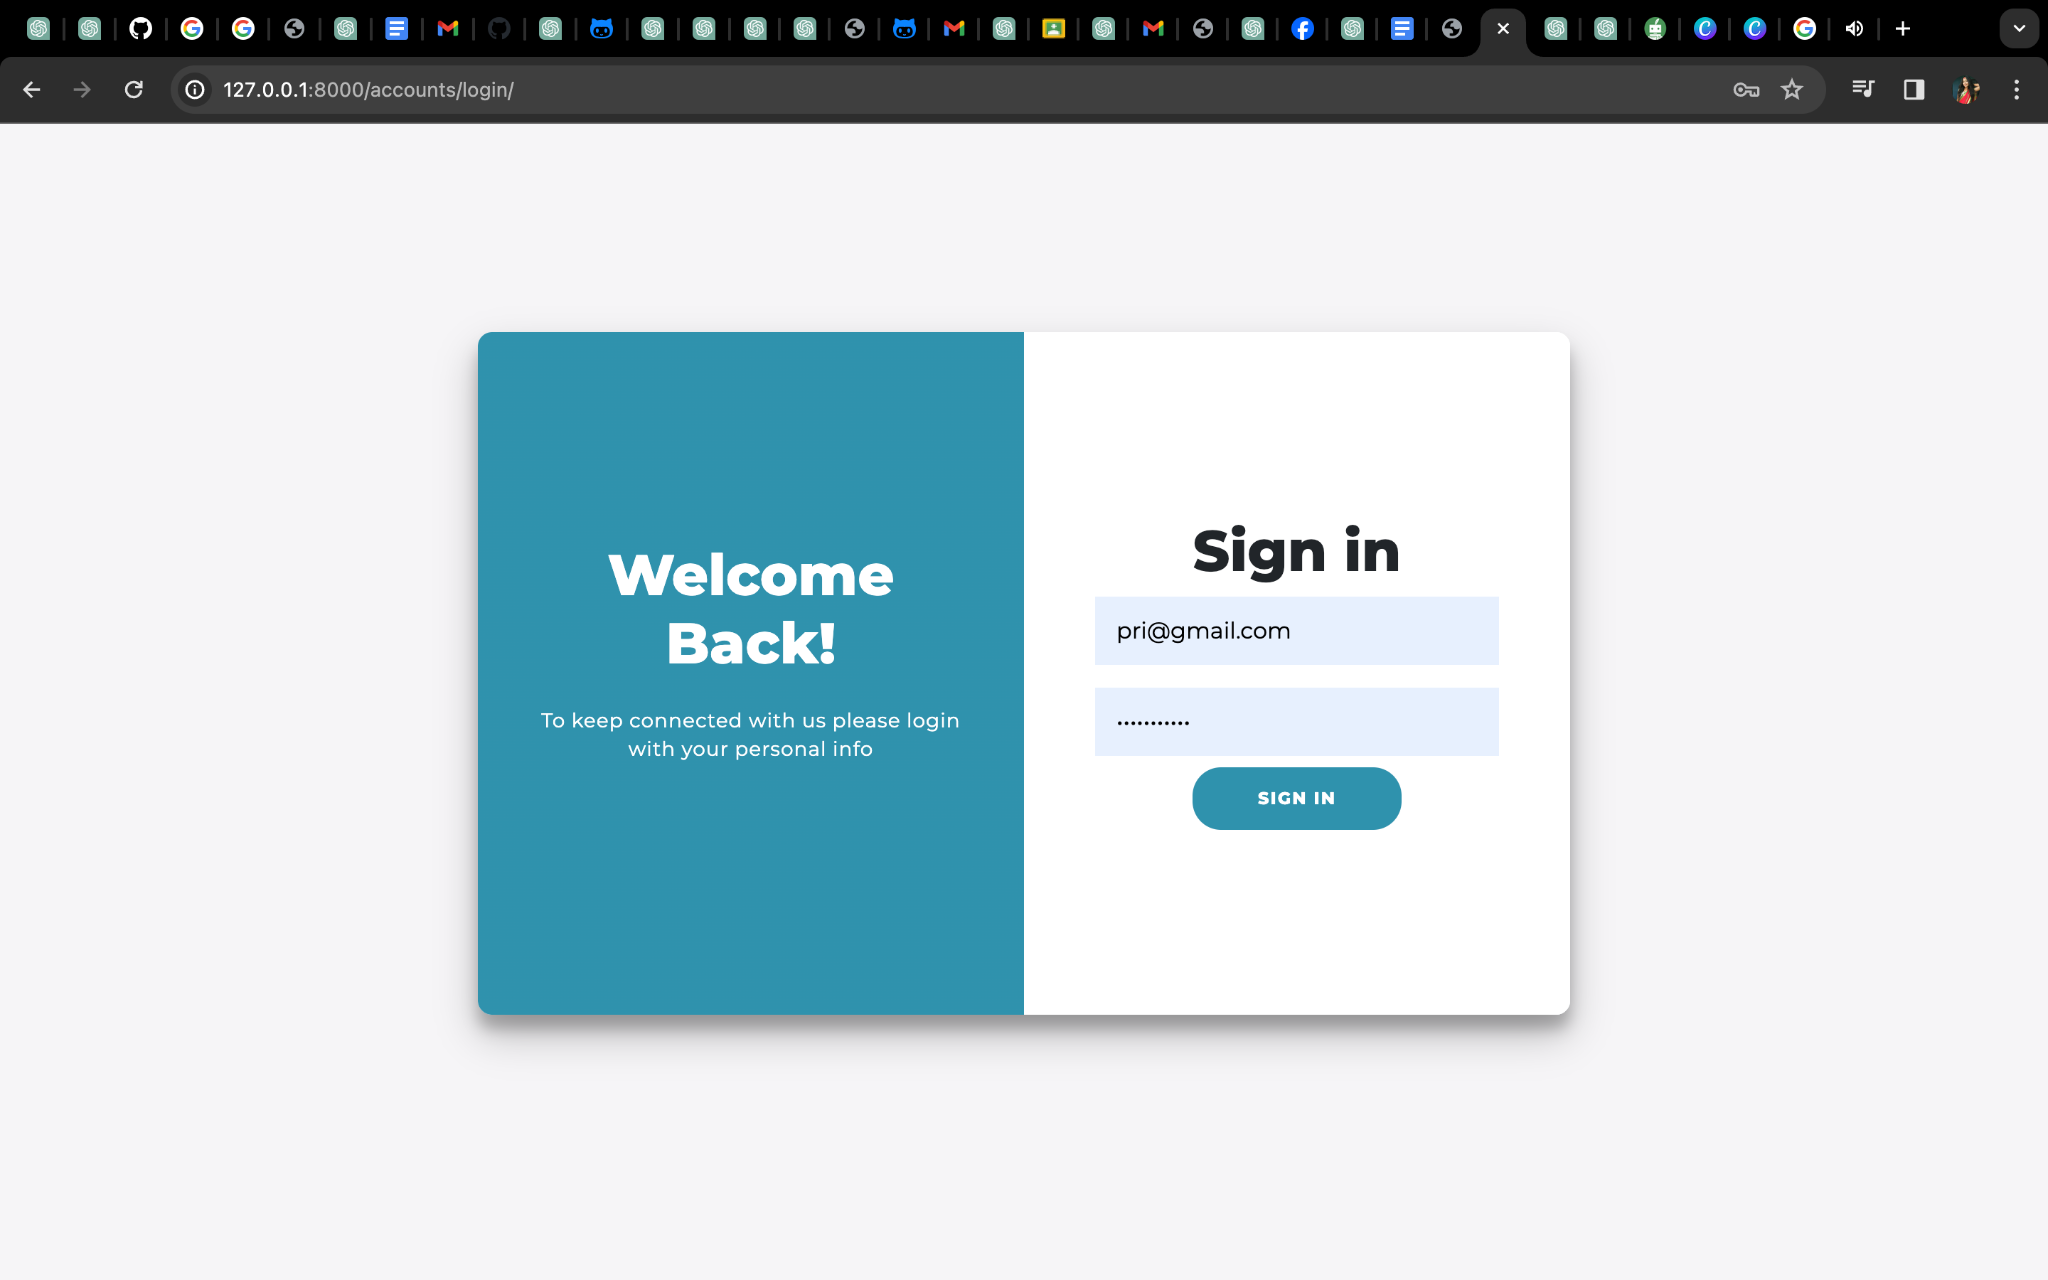 127.0.0.1:8000/accounts/login/
Welcome
Back!
To keep connected with us please login
with your personal info
Sign in
pri@gmail.com
•••••••••••
SIGN IN